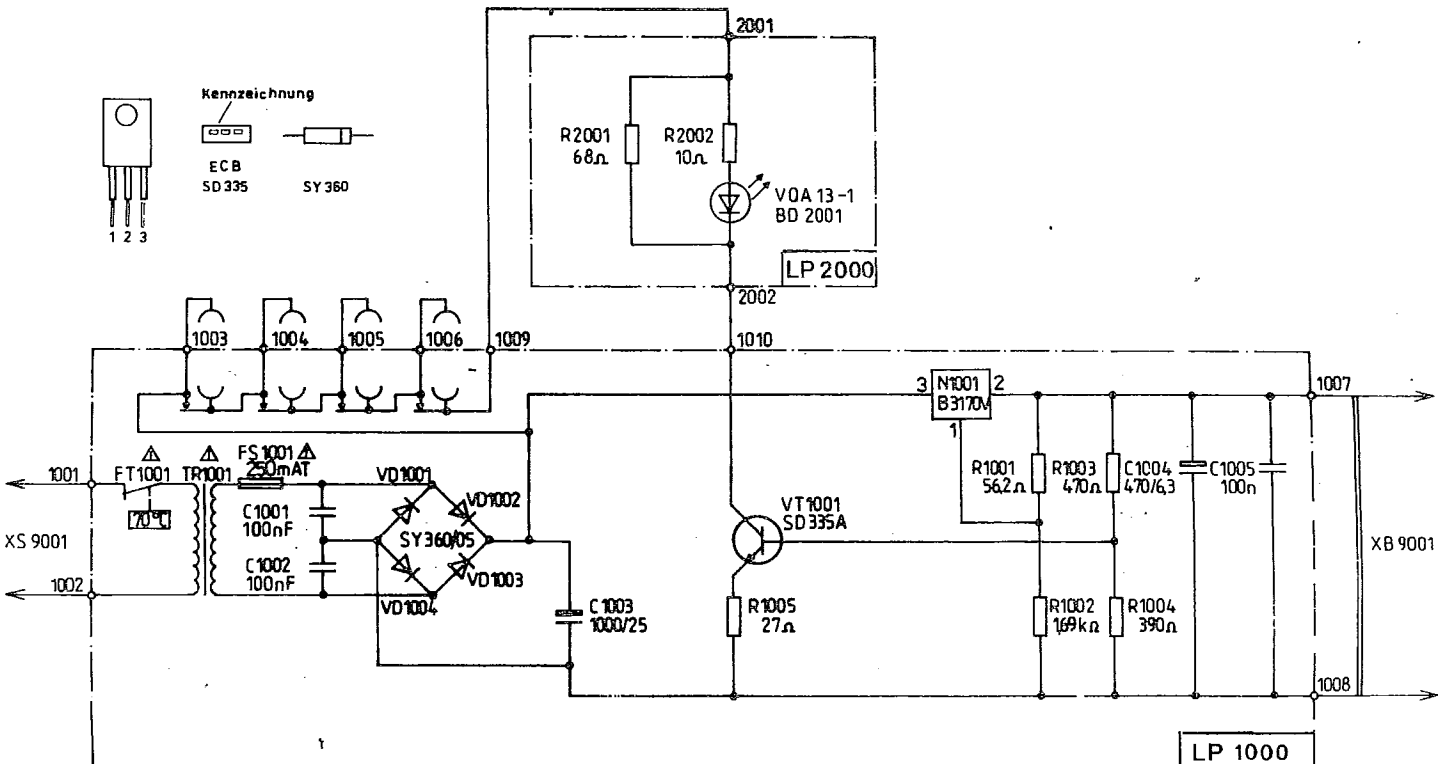 2001
Kennzeichnung
R2001
68Ω
R2002
10Ω
ECB
SD335
SY 360
VQA 13-1
BD 2001
1 2 3
LP 2000
2002
1003
1004
1005
1006
1009
1010
3
N1001
B3170V
2
1
1007
1001
FT1001
TR1001
FS1001
250mAT
VD1001
VD1002
70°C
C1001
100nF
SY360/05
R1001
56,2Ω
R1003
470Ω
C1004
470/6,3
C1005
100n
VT1001
SD335A
XS 9001
XB 9001
C1002
100nF
1002
VD1003
VD1004
C1003
1000/25
R1005
27Ω
R1002
1,69kΩ
R1004
390Ω
1008
LP 1000